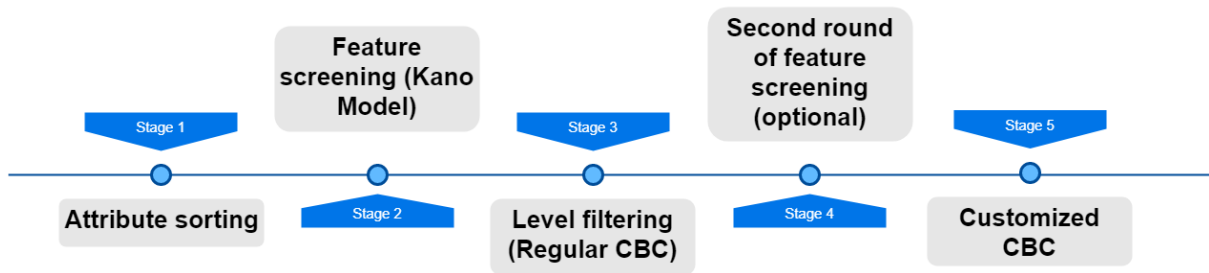 Stage 1
Attribute sorting
Feature
screening (Kano
Model)
Stage 2
Stage 3
Level filtering
(Regular CBC)
Second round
of feature
screening
(optional)
Stage 4
Stage 5
Customized
CBC